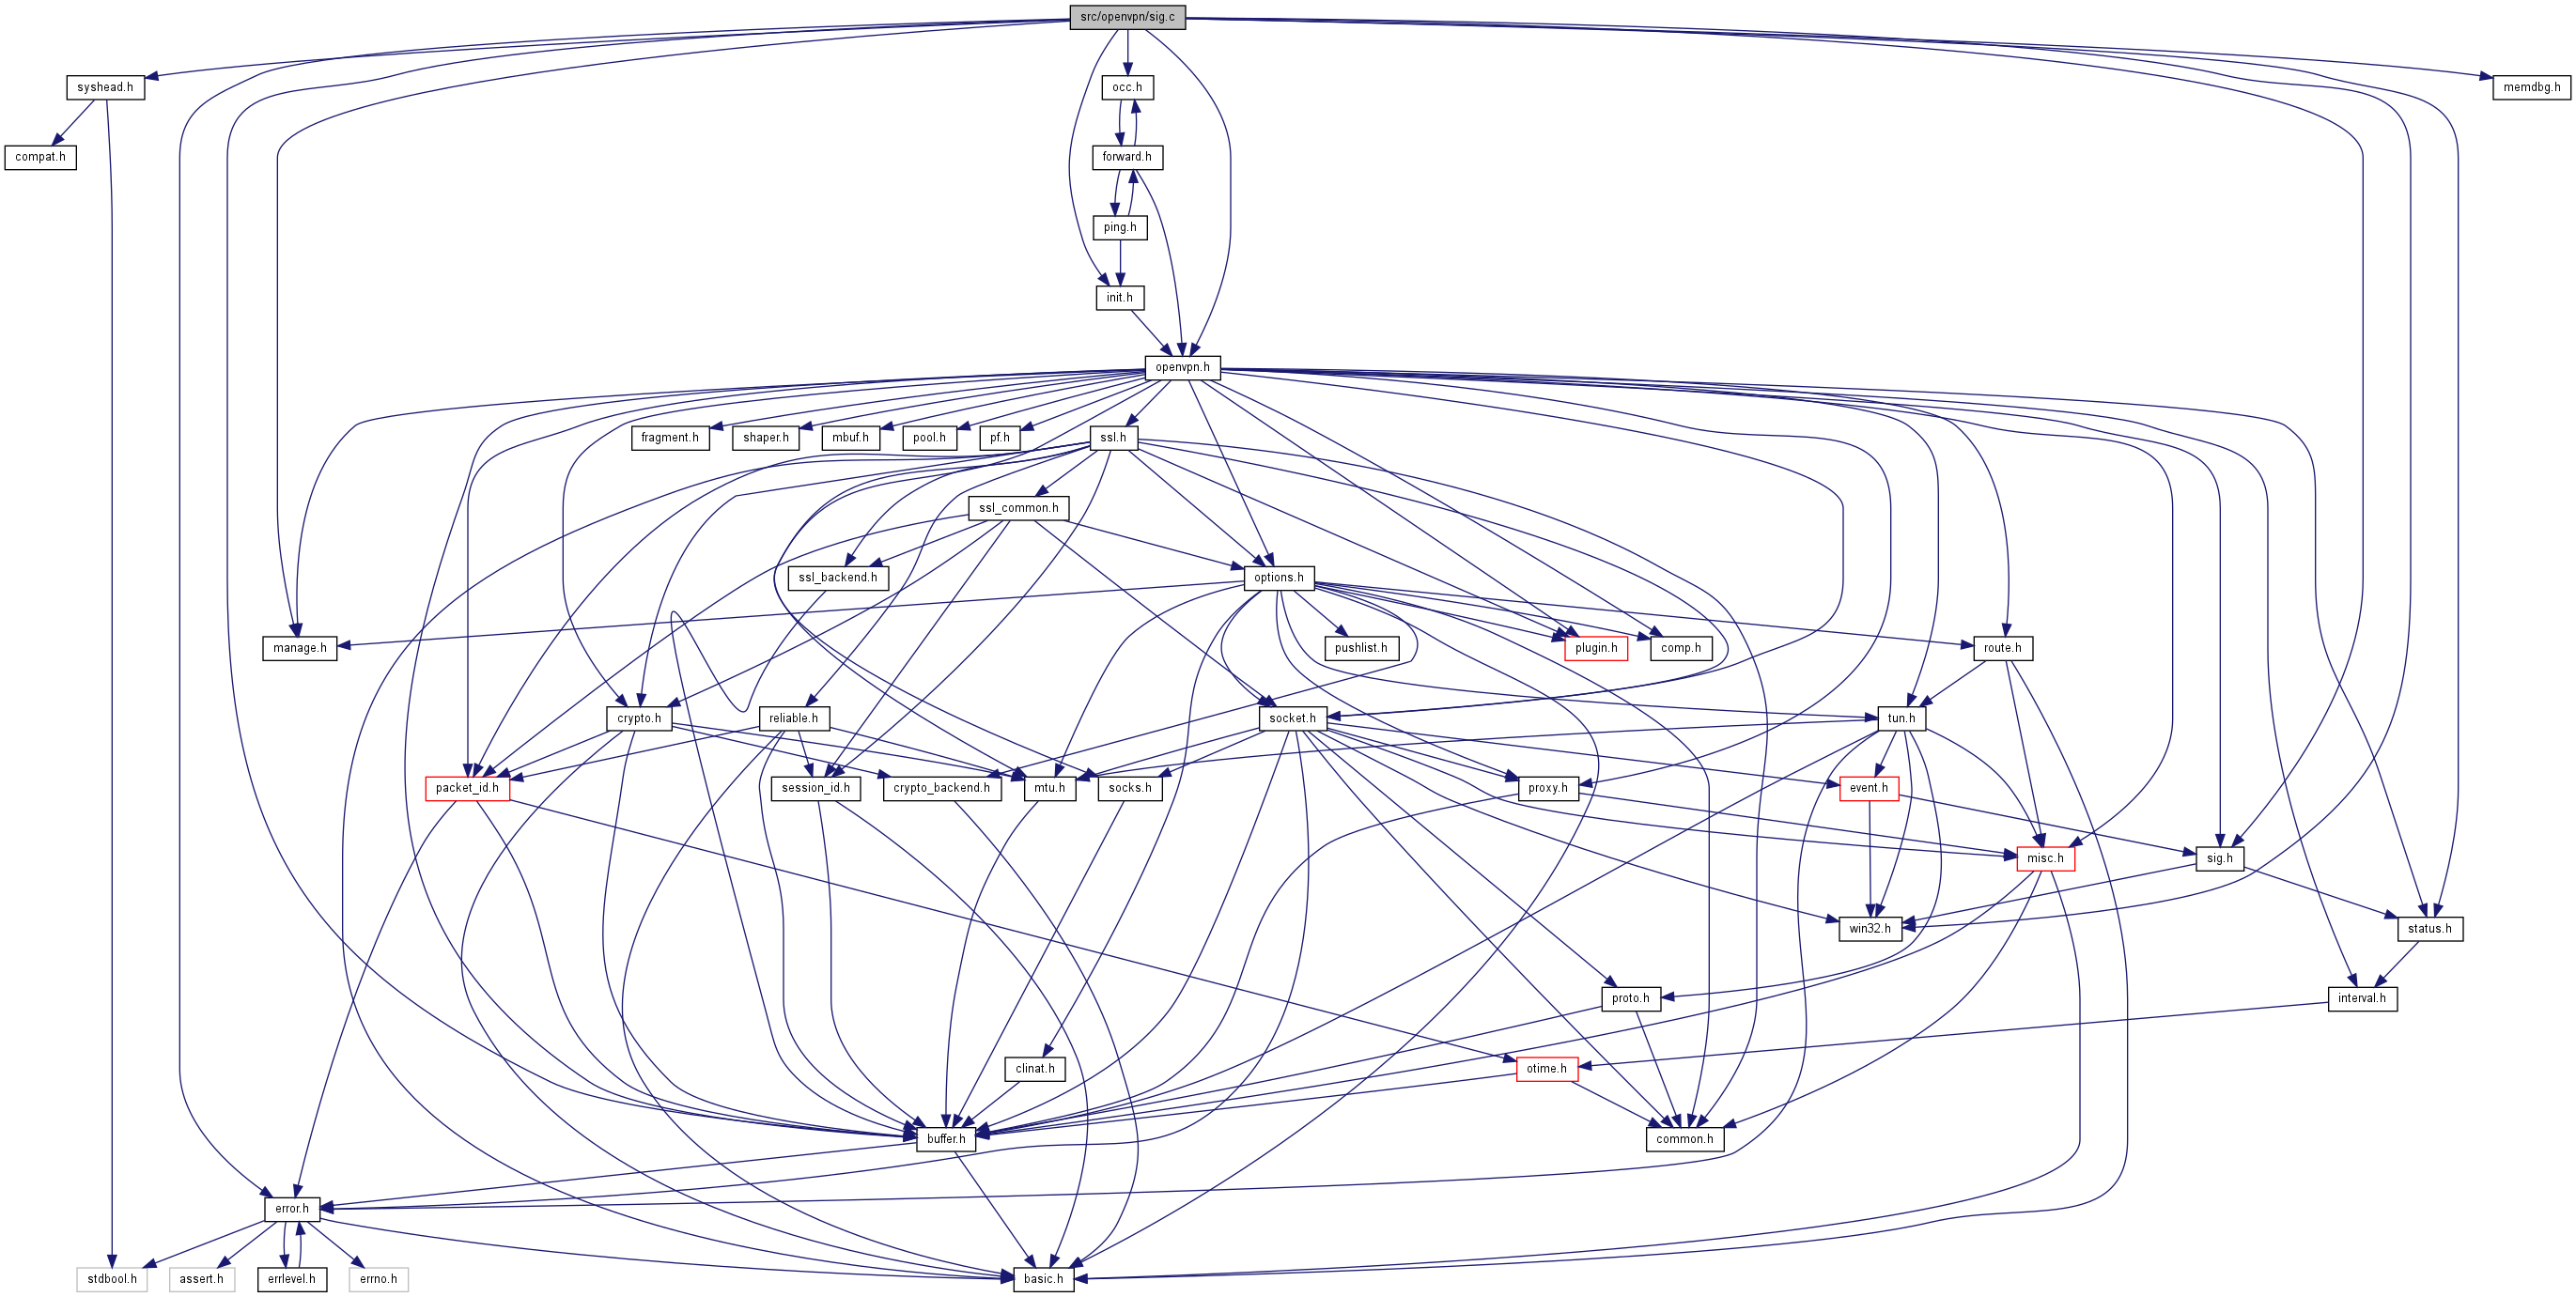 src/openvpn/sig.c
syshead.h
occ.h
memdbg.h
compat.h
forward.h
ping.h
init.h
openvpn.h
fragment.h
shaper.h
mbuf.h
pool.h
pf.h
ssl.h
ssl_common.h
ssl_backend.h
options.h
manage.h
pushlist.h
plugin.h
comp.h
route.h
crypto.h
reliable.h
socket.h
tun.h
packet_id.h
session_id.h
crypto_backend.h
mtu.h
socks.h
proxy.h
event.h
misc.h
sig.h
win32.h
status.h
proto.h
interval.h
clinat.h
otime.h
buffer.h
common.h
error.h
stdbool.h
assert.h
errlevel.h
errno.h
basic.h